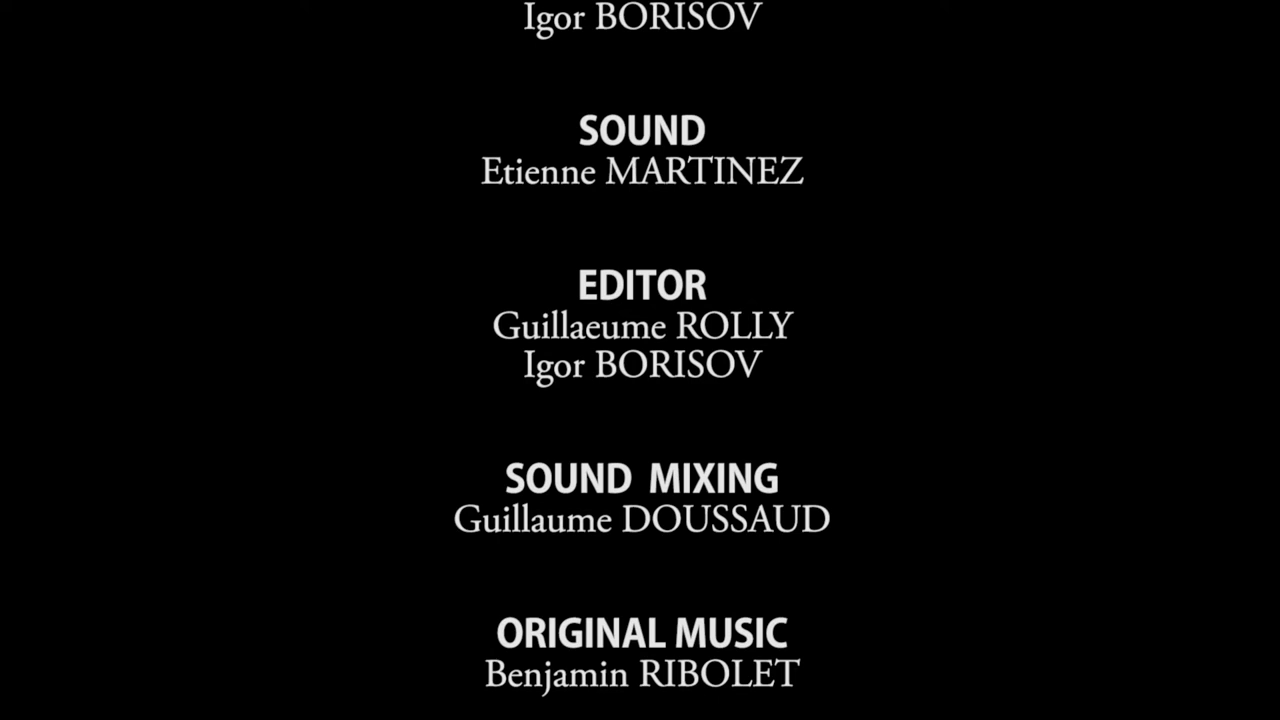 Igor BORISOV
SOUND
Etienne MARTINEZ
EDITOR
Guillaeume ROLLY
Igor BORISOV
SOUND MIXING
Guillaume DOUSSAUD
ORIGINAL MUSIC
Benjamin RIBOLET